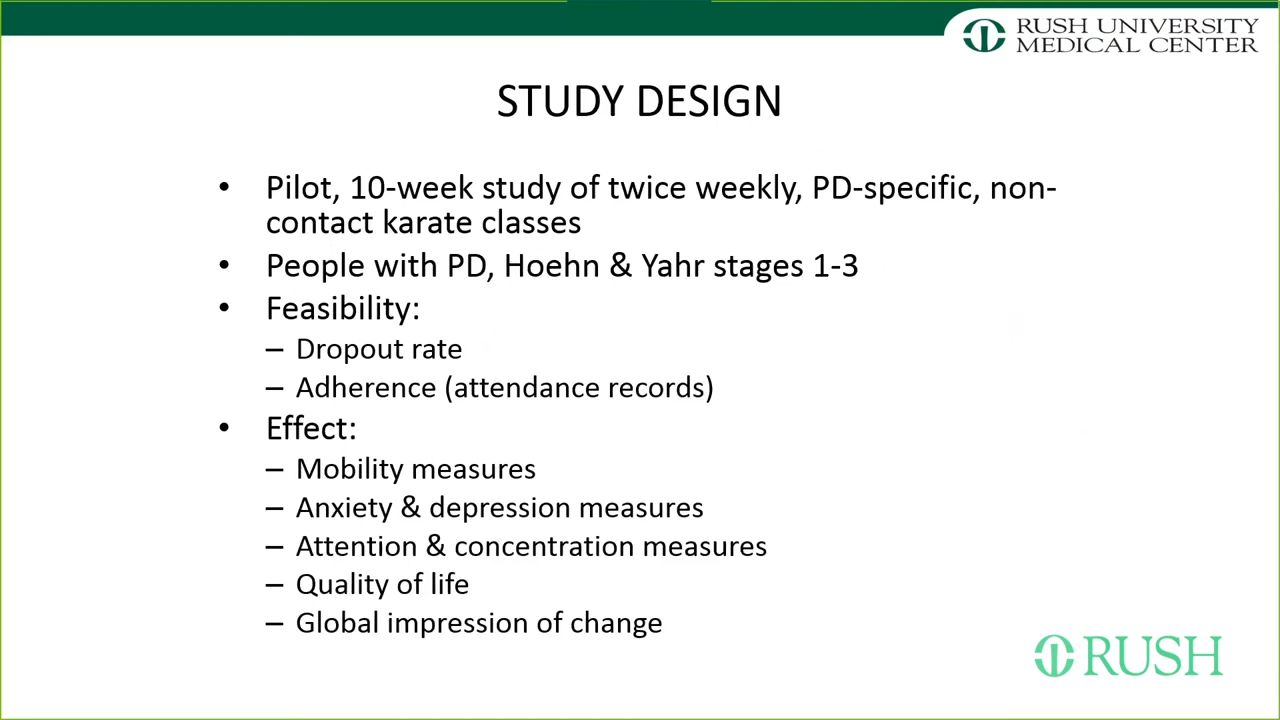 RUSH UNIVERSITY
MEDICAL CENTER
STUDY DESIGN
• Pilot, 10-week study of twice weekly, PD-specific, non-
contact karate classes
• People with PD, Hoehn & Yahr stages 1-3
• Feasibility:
– Dropout rate
– Adherence (attendance records)
• Effect:
– Mobility measures
– Anxiety & depression measures
– Attention & concentration measures
– Quality of life
– Global impression of change
RUSH